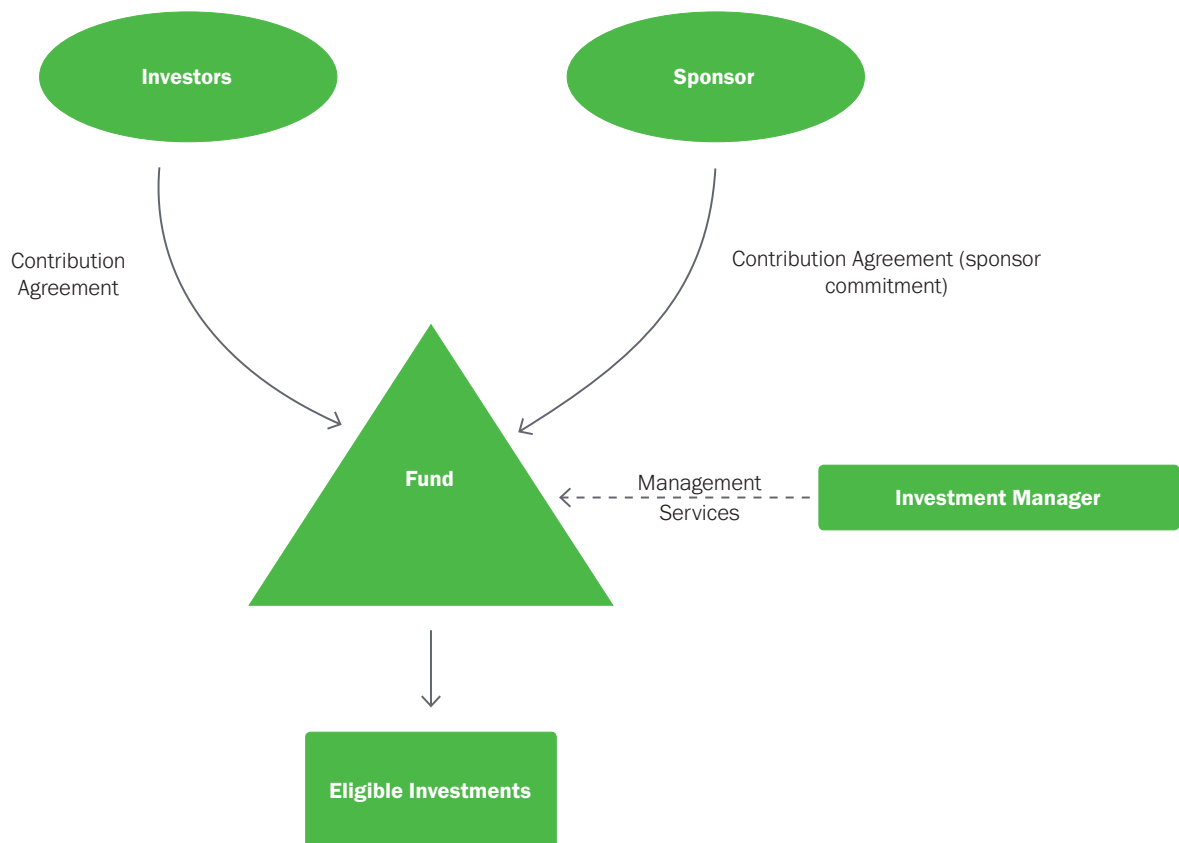 Investors
Sponsor
Contribution
Agreement
Contribution Agreement (sponsor
commitment)
Fund
Management
Services
Investment Manager
Eligible Investments